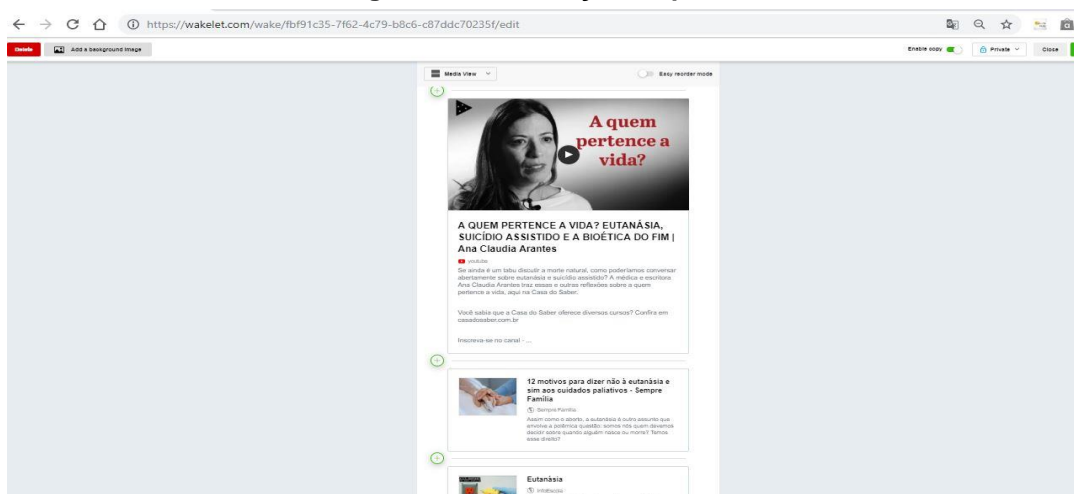 https://wakelet.com/wake/fbf91c35-7f62-4c79-b8c6-c87ddc70235f/edit
Delete Add a background image Enable copy Private Close
Media View Easy reorder mode
A quem
pertence a
vida?
A QUEM PERTENCE A VIDA? EUTANÁSIA,
SUICÍDIO ASSISTIDO E A BIOÉTICA DO FIM |
Ana Claudia Arantes
youtube
Se ainda é um tabu discutir a morte natural, como poderíamos conversar
abertamente sobre eutanásia e suicídio assistido? A médica e escritora
Ana Claudia Arantes traz essas e outras reflexões sobre a quem
pertence a vida, aqui na Casa do Saber.
Você sabia que a Casa do Saber oferece diversos cursos? Confira em
casadosaber.com.br
Inscreva-se no canal - ...
12 motivos para dizer não à eutanásia e
sim aos cuidados paliativos - Sempre
Família
Sempre Família
Assim como o aborto, a eutanásia é outro assunto que
envolve a polêmica questão: somos nós quem devemos
decidir sobre quando alguém nasce ou morre? Temos
esse direito?
Eutanásia
InfoEscola